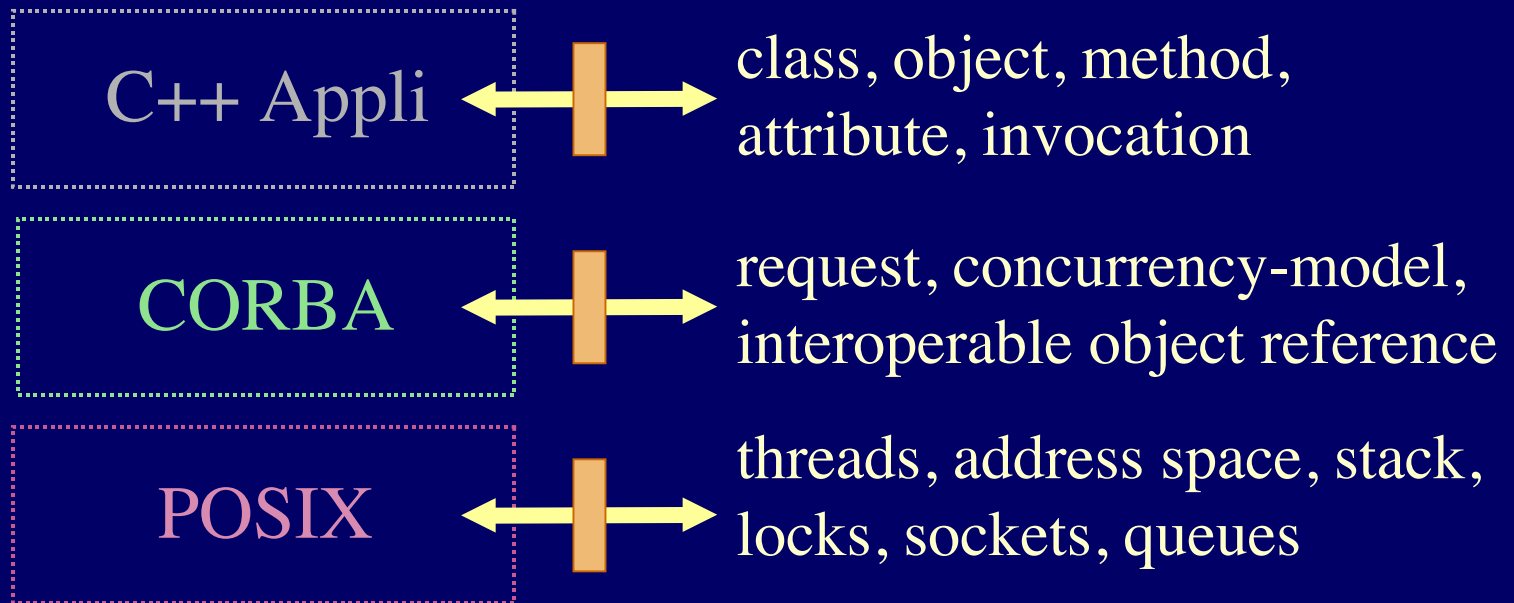 C++ Appli
class, object, method,
attribute, invocation
CORBA
request, concurrency-model,
interoperable object reference
POSIX
threads, address space, stack,
locks, sockets, queues